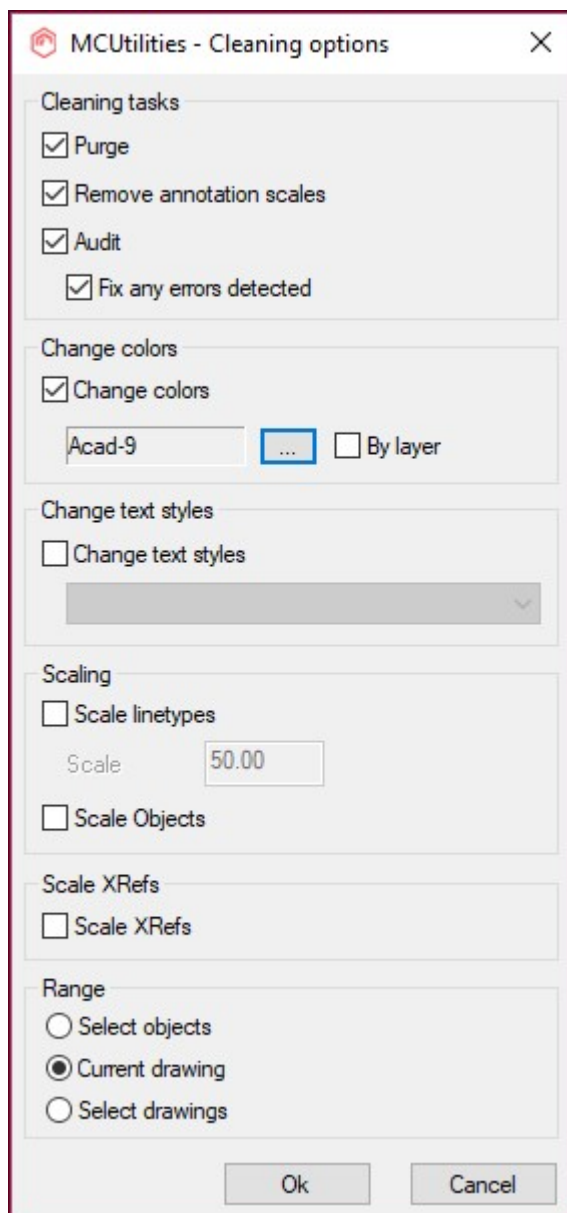 MCUtilities - Cleaning options
Cleaning tasks
Purge
Remove annotation scales
Audit
Fix any errors detected
Change colors
Change colors
Acad-9 ... By layer
Change text styles
Change text styles
Scaling
Scale linetypes
Scale 50.00
Scale Objects
Scale XRefs
Scale XRefs
Range
Select objects
Current drawing
Select drawings
Ok Cancel